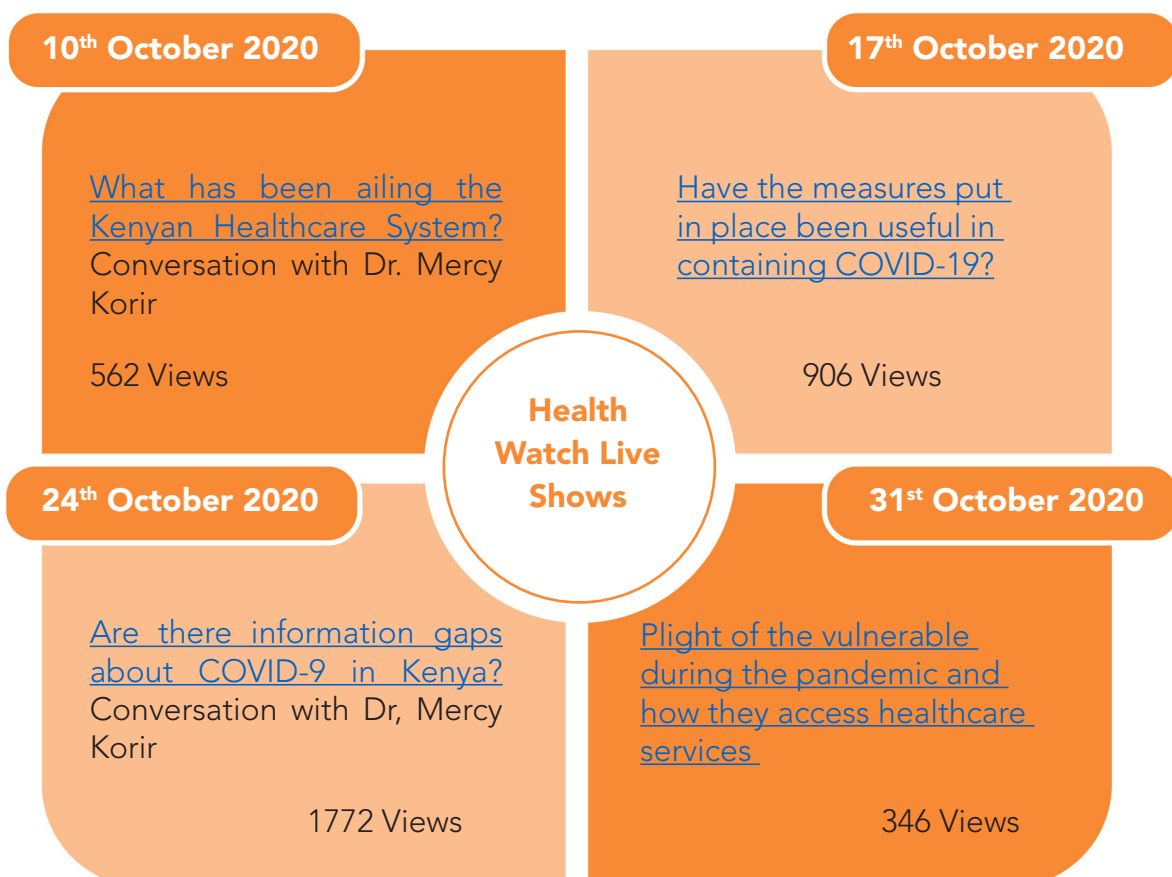 10th October 2020
What has been ailing the
Kenyan Healthcare System?
Conversation with Dr. Mercy
Korir
562 Views
17th October 2020
Have the measures put
in place been useful in
containing COVID-19?
906 Views
Health
Watch Live
Shows
24th October 2020
Are there information gaps
about COVID-9 in Kenya?
Conversation with Dr, Mercy
Korir
1772 Views
31st October 2020
Plight of the vulnerable
during the pandemic and
how they access healthcare
services
346 Views